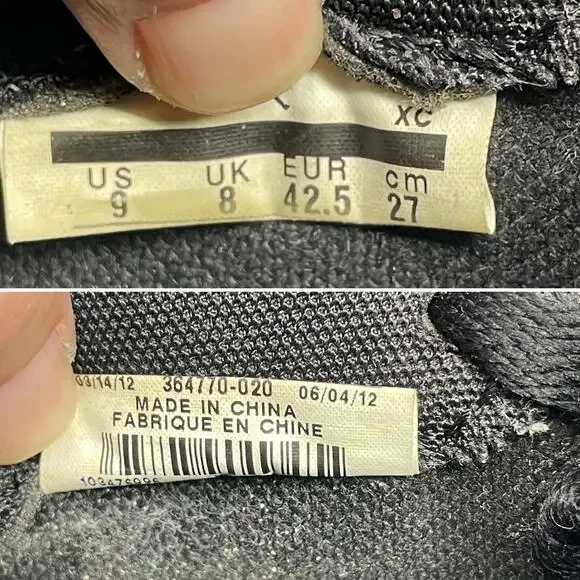 XC
US UK EUR cm
9 8 42.5 27
03/14/12 364770-020 06/04/12
MADE IN CHINA
FABRIQUE EN CHINE